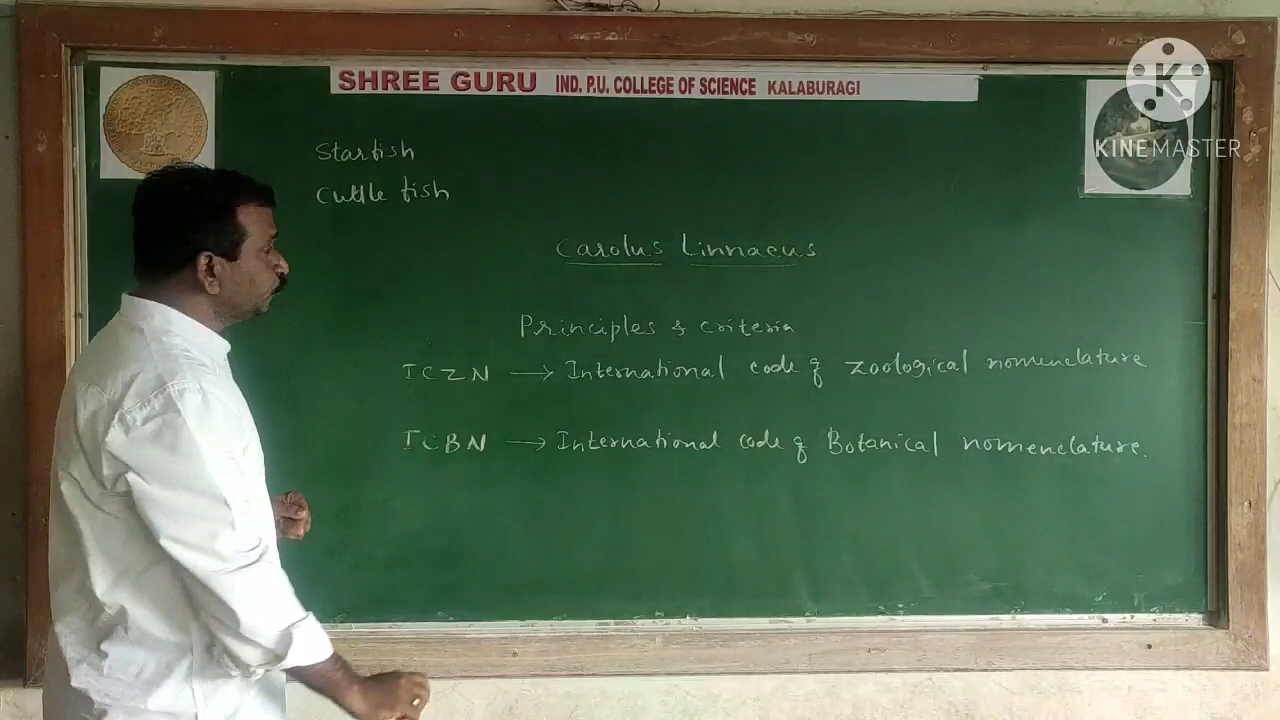 SHREE GURU IND. P.U. COLLEGE OF SCIENCE KALABURAGI
KINEMASTER
Starfish
Cuttle fish
Carolus Linnaeus
Principles & criteria
ICZN → International code of Zoological nomenclature
ICBN → International code of Botanical nomenclature.